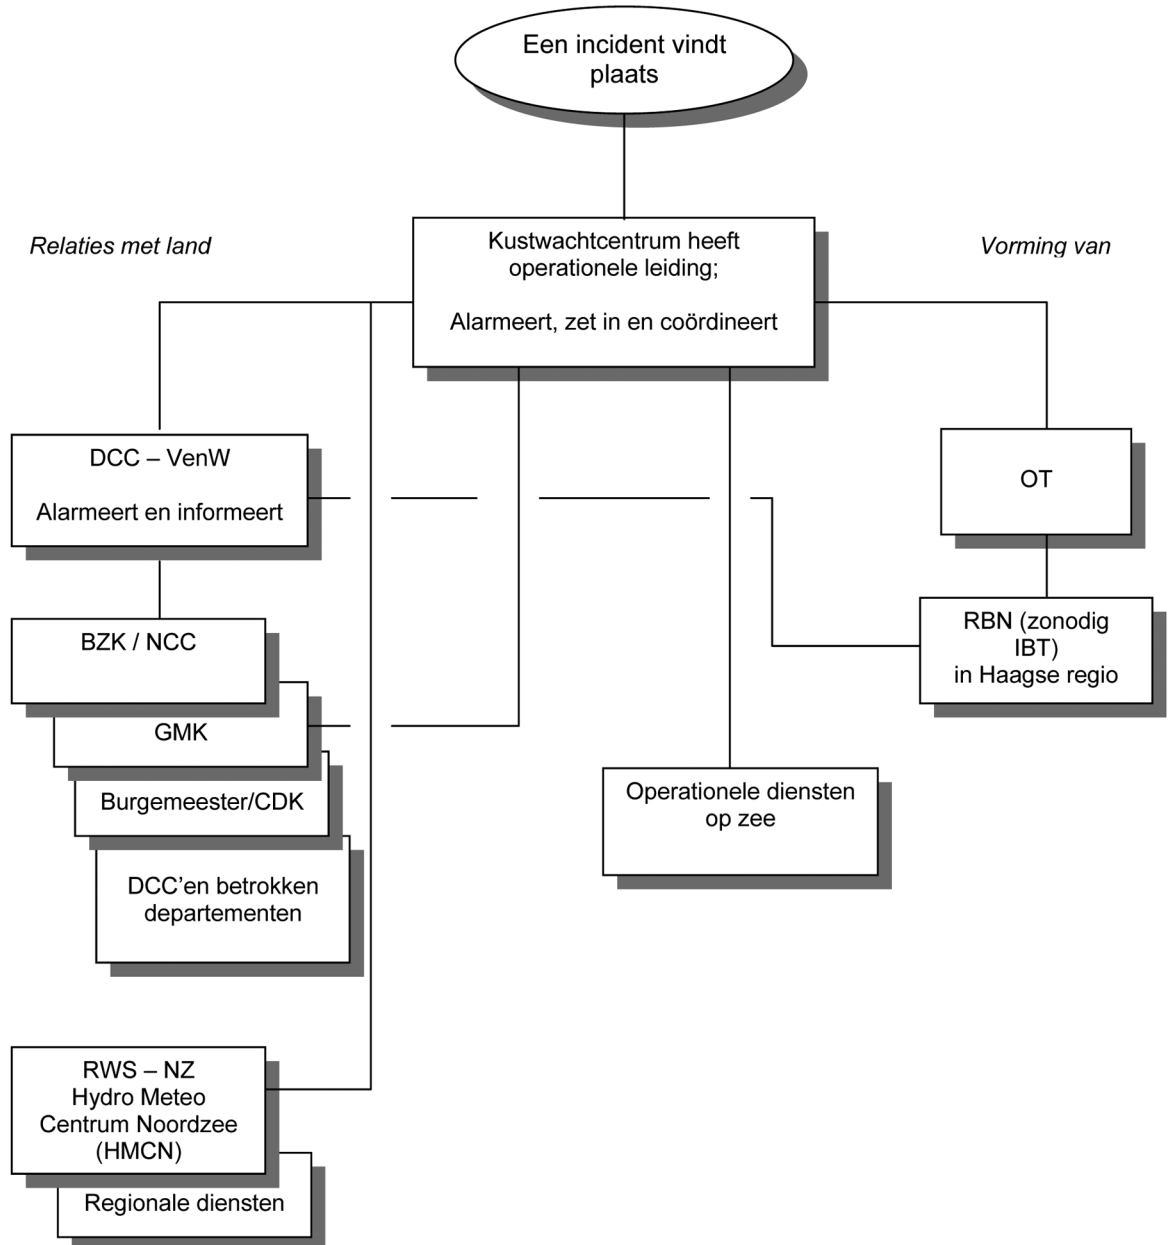 Een incident vindt
plaats
Relaties met land
Kustwachtcentrum heeft
operationele leiding;
Alarmeert, zet in en coördineert
Vorming van
DCC – VenW
Alarmeert en informeert
OT
BZK / NCC
RBN (zonodig
IBT)
in Haagse regio
GMK
Burgemeester/CDK
Operationele diensten
op zee
DCC’en betrokken
departementen
RWS – NZ
Hydro Meteo
Centrum Noordzee
(HMCN)
Regionale diensten